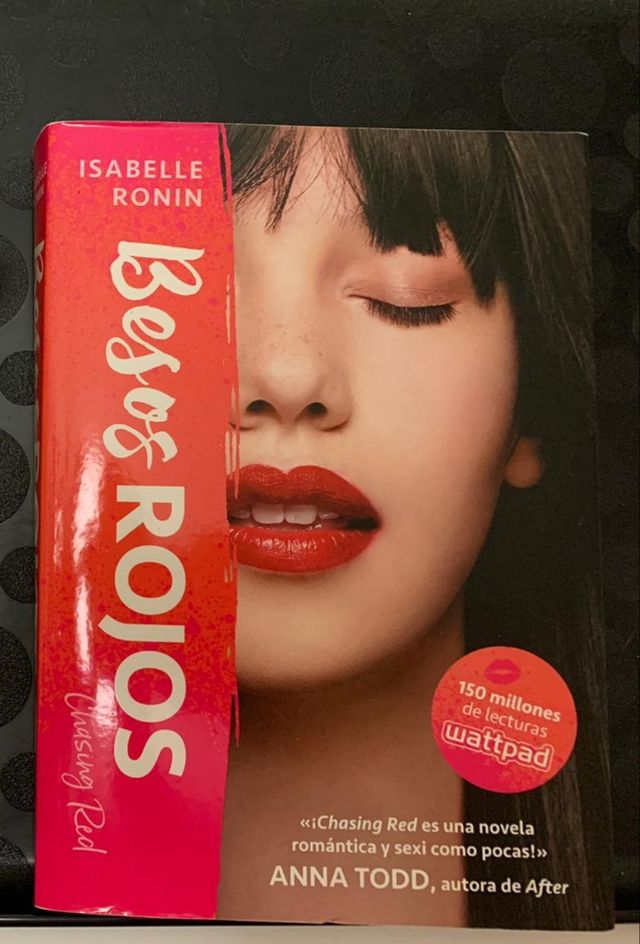 ISABELLE
RONIN
Besos
ROJOS
Chasing Red
150 millones
de lecturas
wattpad
«¡Chasing Red es una novela
romántica y sexi como pocas!»
ANNA TODD, autora de After